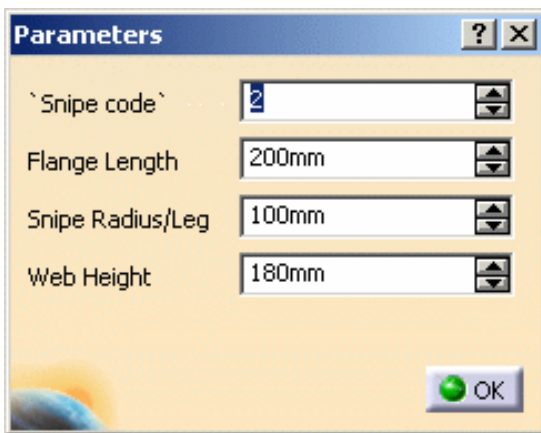 Parameters
`Snipe code` 2
Flange Length 200mm
Snipe Radius/Leg 100mm
Web Height 180mm
OK